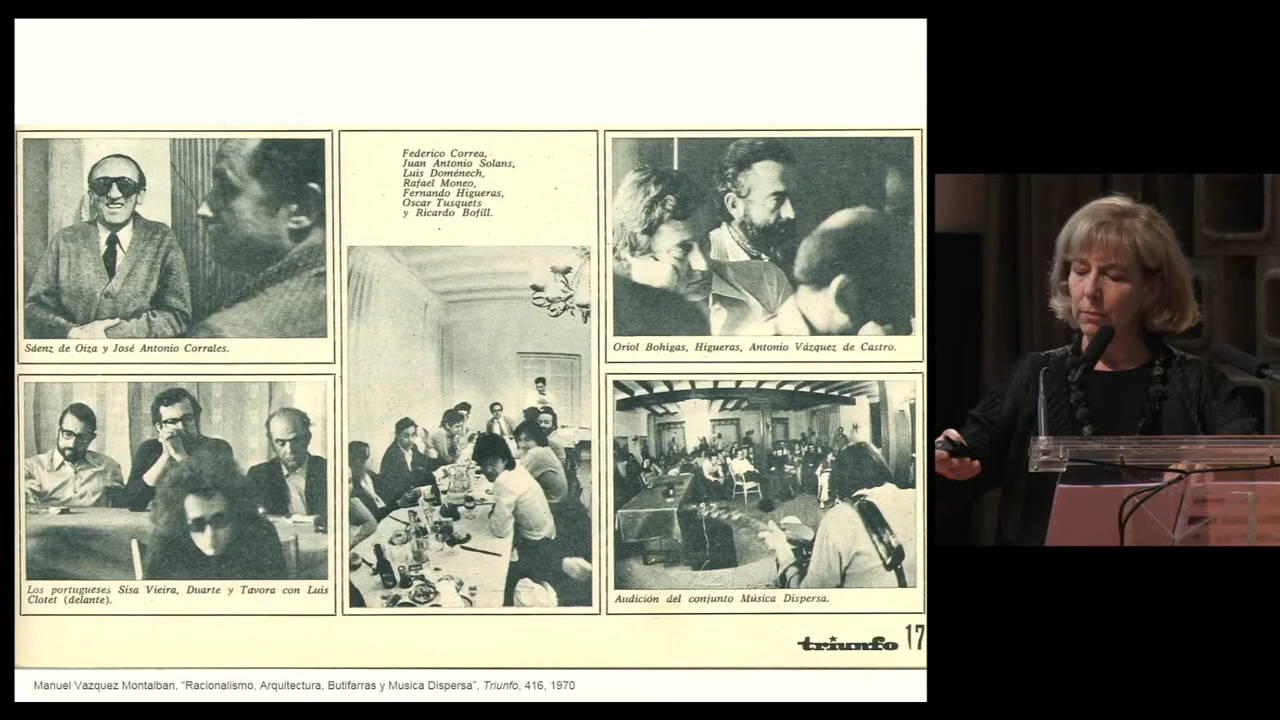 Federico Correa,
Juan Antonio Solans,
Luis Doménech,
Rafael Moneo,
Fernando Higueras,
Oscar Tusquets
y Ricardo Bofill.
Sáenz de Oiza y José Antonio Corrales.
Oriol Bohigas, Higueras, Antonio Vázquez de Castro.
Los portugueses Sisa Vieira, Duarte y Tavora con Luis
Clotet (delante).
Audición del conjunto Música Dispersa.
triunfo 17
Manuel Vazquez Montalban, "Racionalismo, Arquitectura, Butifarras y Musica Dispersa", Triunfo, 416, 1970